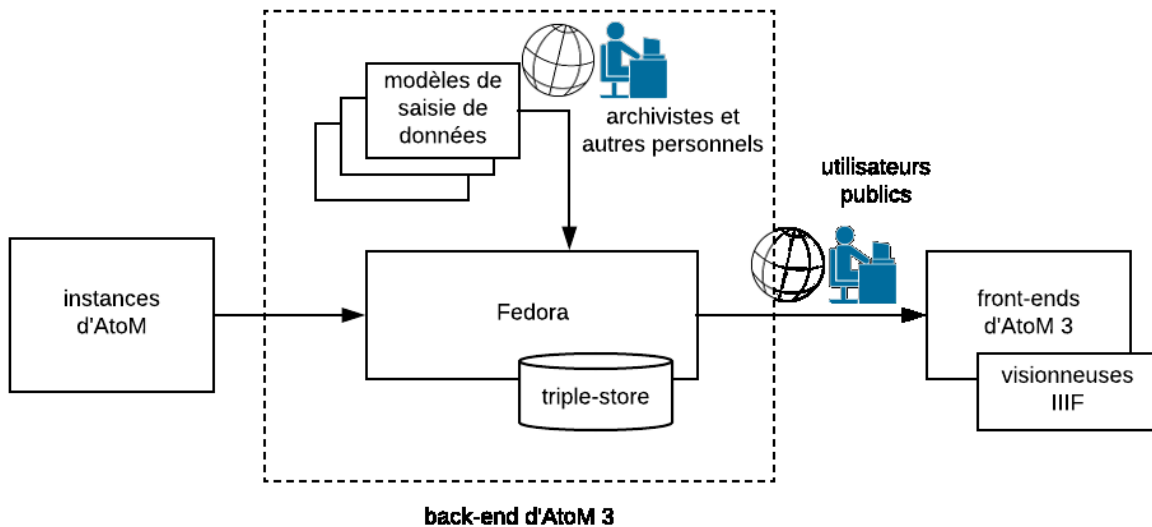 modèles de
saisie de
données
archivistes et
autres personnels
utilisateurs
publics
instances
d'AtoM
Fedora
triple-store
front-ends
d'AtoM 3
visionneuses
IIIF
back-end d'AtoM 3